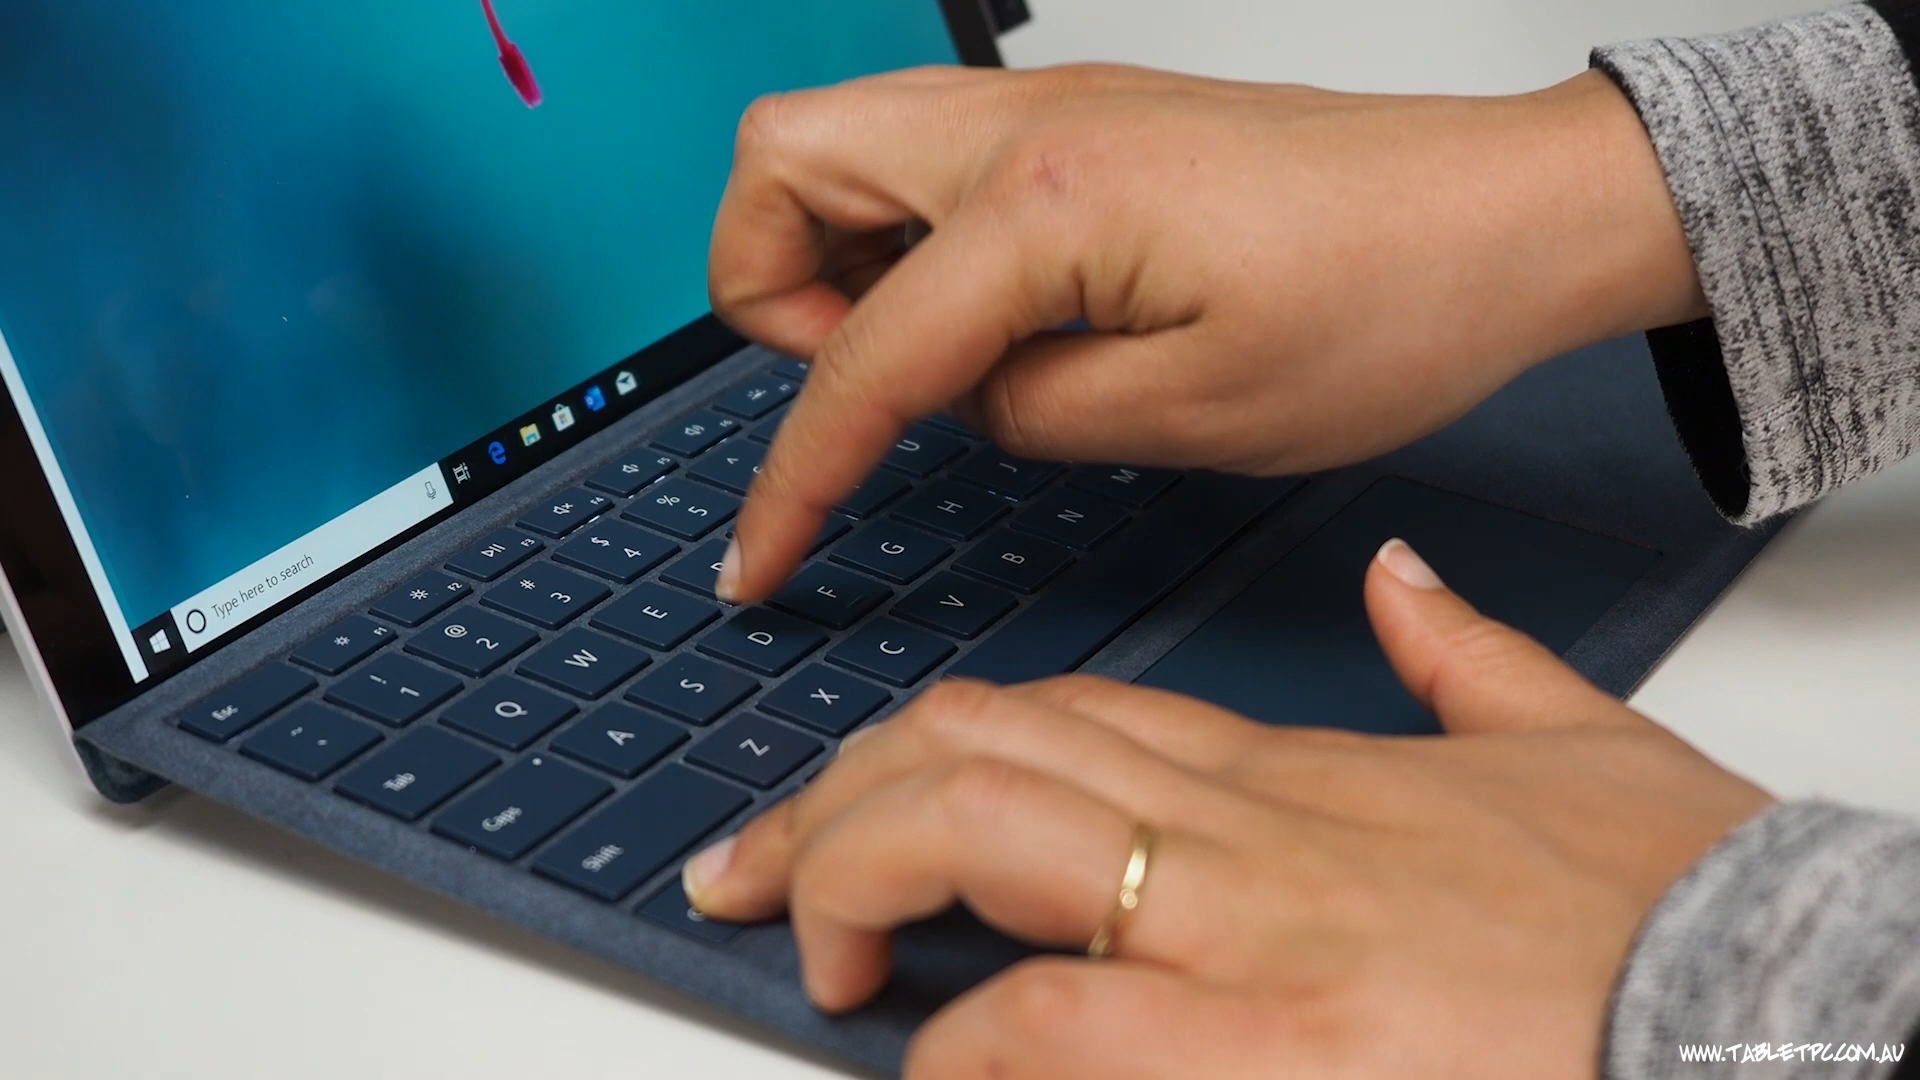 Type here to search
Esc
F1
F2
F3
F4
F5
F6
F7
! 1
@ 2
# 3
$ 4
% 5
^
Tab
Q
W
E
R
U
Caps
A
S
D
F
G
H
J
Shift
Z
X
C
V
B
N
M
WWW.TABLETPC.COM.AU